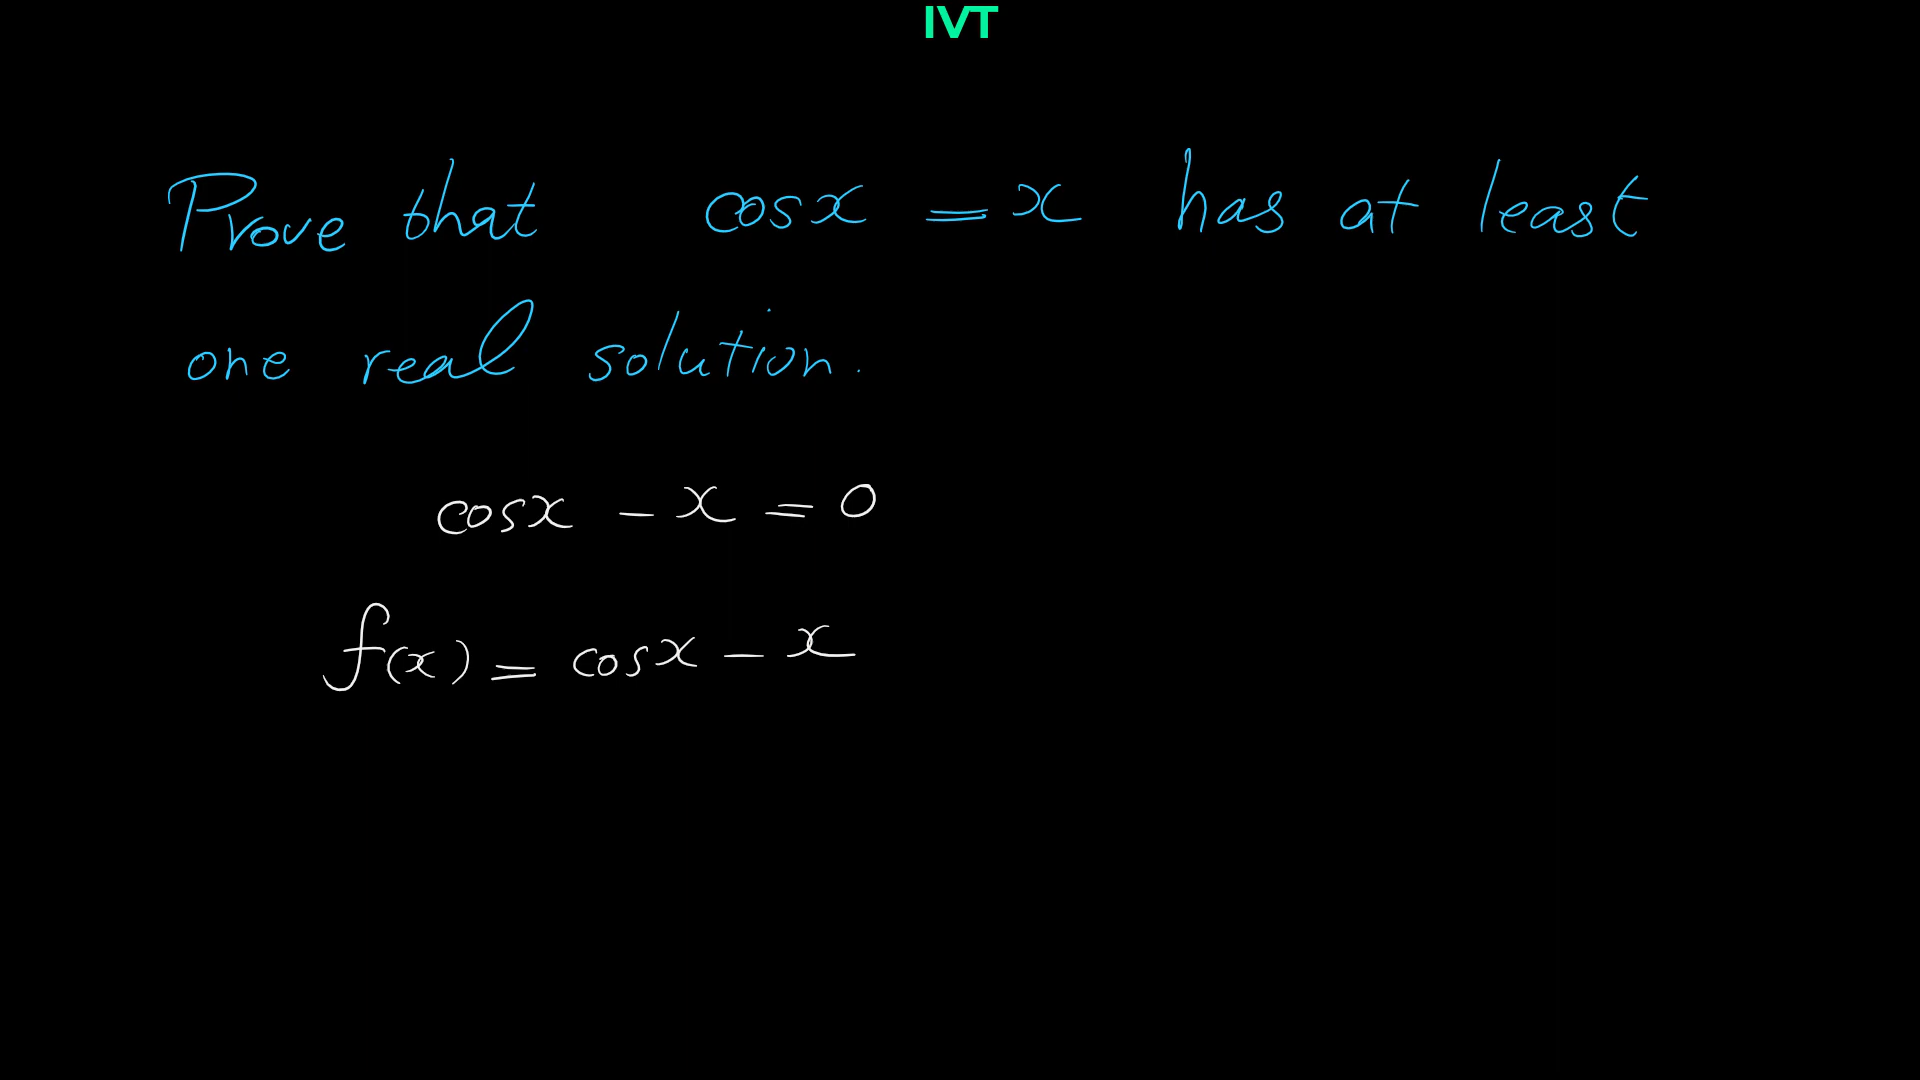 IVT
Prove that cosx = x has at least
one real solution.
cosx - x = 0
f(x) = cosx - x